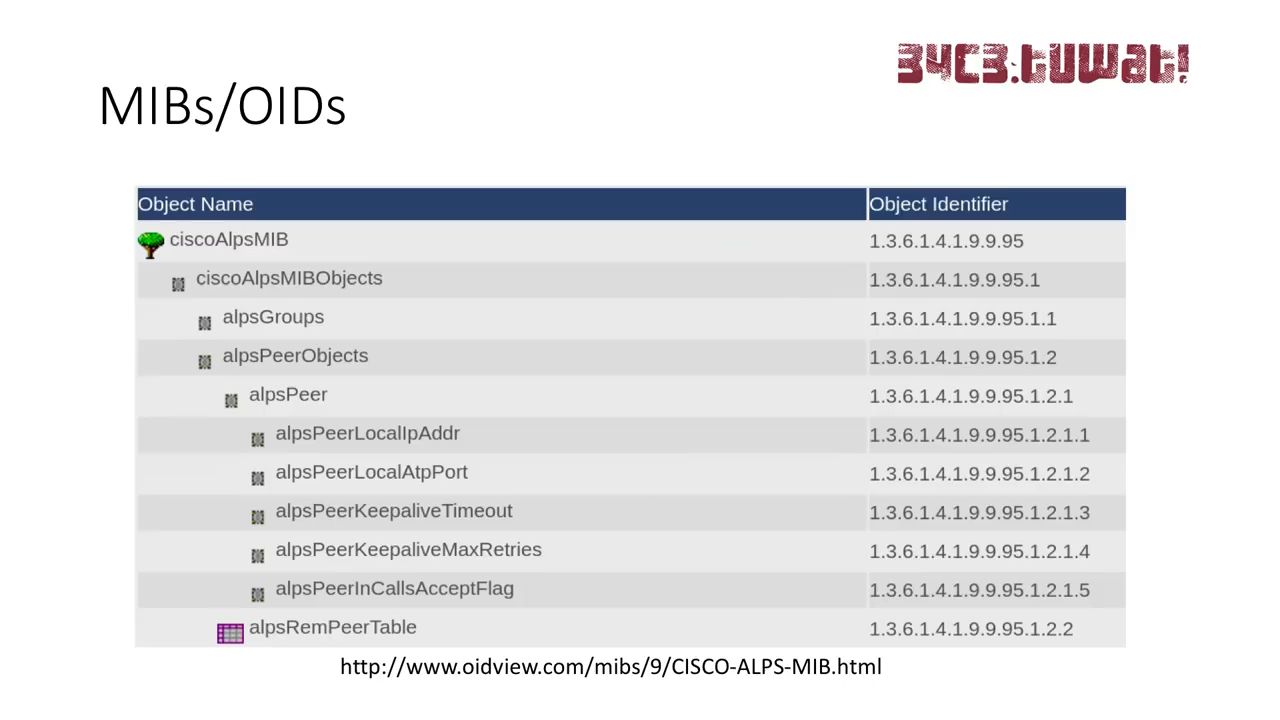 34C3.tuwat!
MIBs/OIDs
Object Name Object Identifier
ciscoAlpsMIB 1.3.6.1.4.1.9.9.95
ciscoAlpsMIBObjects 1.3.6.1.4.1.9.9.95.1
alpsGroups 1.3.6.1.4.1.9.9.95.1.1
alpsPeerObjects 1.3.6.1.4.1.9.9.95.1.2
alpsPeer 1.3.6.1.4.1.9.9.95.1.2.1
alpsPeerLocalIpAddr 1.3.6.1.4.1.9.9.95.1.2.1.1
alpsPeerLocalAtpPort 1.3.6.1.4.1.9.9.95.1.2.1.2
alpsPeerKeepaliveTimeout 1.3.6.1.4.1.9.9.95.1.2.1.3
alpsPeerKeepaliveMaxRetries 1.3.6.1.4.1.9.9.95.1.2.1.4
alpsPeerInCallsAcceptFlag 1.3.6.1.4.1.9.9.95.1.2.1.5
alpsRemPeerTable 1.3.6.1.4.1.9.9.95.1.2.2
http://www.oidview.com/mibs/9/CISCO-ALPS-MIB.html